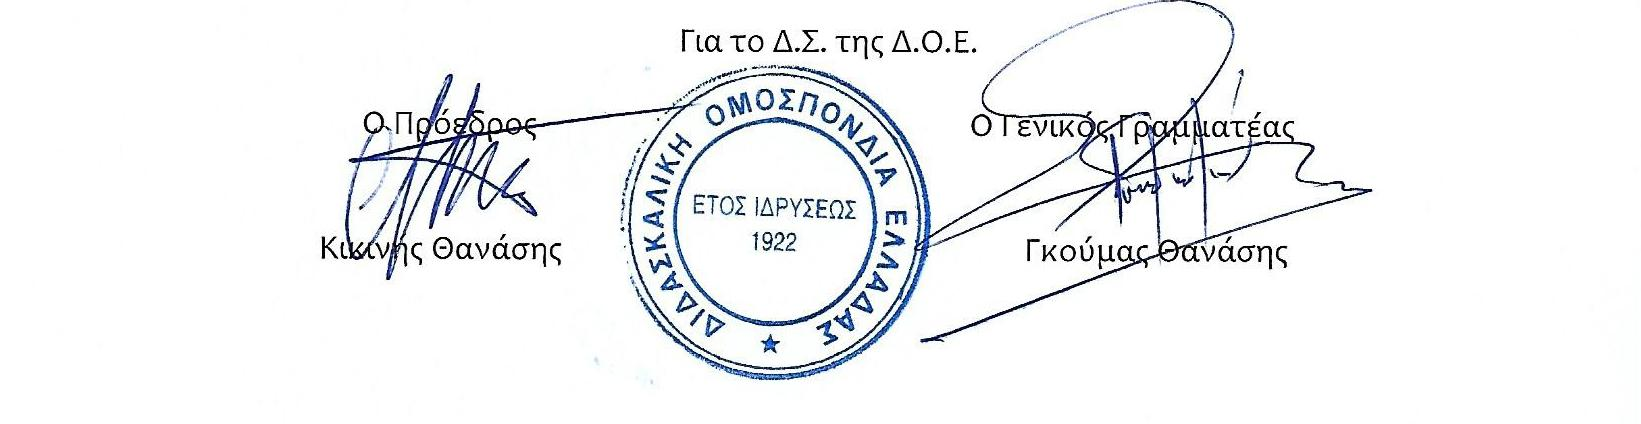 Για το Δ.Σ. της Δ.Ο.Ε.
Ο Πρόεδρος
Ο Γενικός Γραμματέας
ΔΙΔΑΣΚΑΛΙΚΗ ΟΜΟΣΠΟΝΔΙΑ ΕΛΛΑΔΑΣ
ΕΤΟΣ ΙΔΡΥΣΕΩΣ
1922
Κικινής Θανάσης
Γκούμας Θανάσης